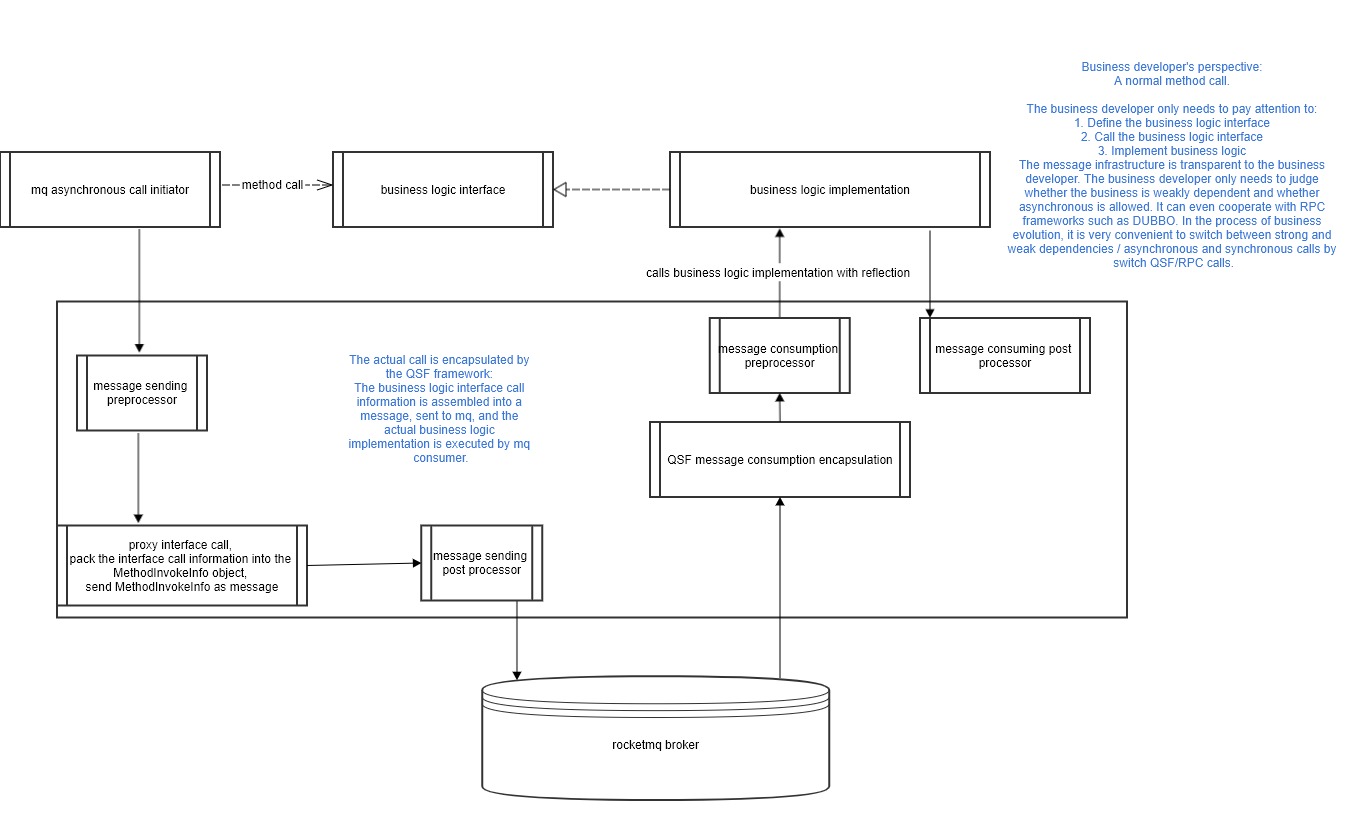 Business developer's perspective:
A normal method call.
The business developer only needs to pay attention to:
1. Define the business logic interface
2. Call the business logic interface
3. Implement business logic
The message infrastructure is transparent to the business
developer. The business developer only needs to judge
whether the business is weakly dependent and whether
asynchronous is allowed. It can even cooperate with RPC
frameworks such as DUBBO. In the process of business
evolution, it is very convenient to switch between strong and
weak dependencies / asynchronous and synchronous calls by
switch QSF/RPC calls.
mq asynchronous call initiator
method call
business logic interface
business logic implementation
calls business logic implementation with reflection
message sending
preprocessor
The actual call is encapsulated by
the QSF framework:
The business logic interface call
information is assembled into a
message, sent to mq, and the
actual business logic
implementation is executed by mq
consumer.
message consumption
preprocessor
message consuming post
processor
QSF message consumption encapsulation
proxy interface call,
pack the interface call information into the
MethodInvokeInfo object,
send MethodInvokeInfo as message
message sending
post processor
rocketmq broker